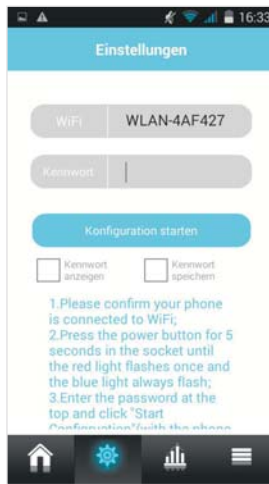 16:33
Einstellungen
WiFi WLAN-4AF427
Kennwort
Konfiguration starten
Kennwort anzeigen
Kennwort speichern
1.Please confirm your phone
is connected to WiFi;
2.Press the power button for 5
seconds in the socket until
the red light flashes once and
the blue light always flash;
3.Enter the password at the
top and click "Start